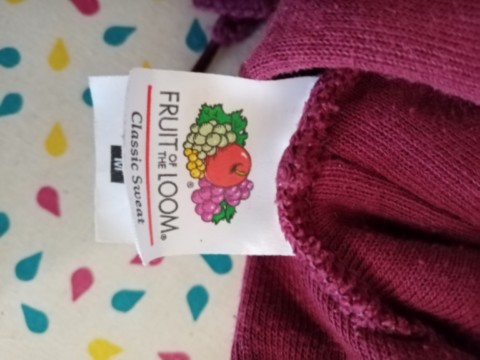 FRUIT OF THE LOOM®
®
Classic Sweat
M